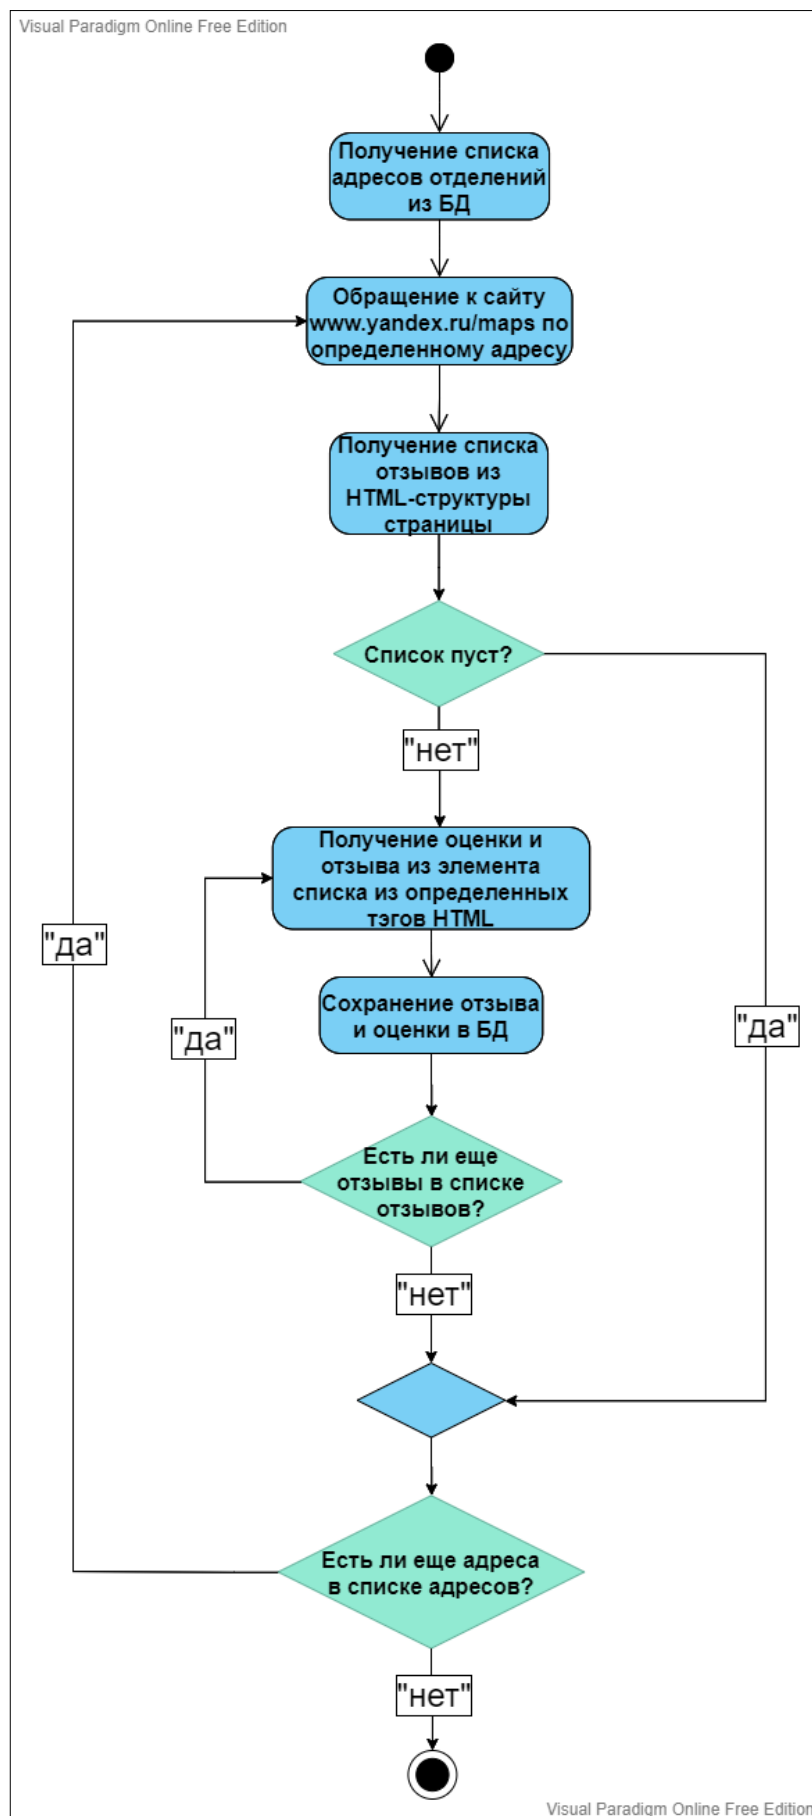 Visual Paradigm Online Free Edition
Получение списка
адресов отделений
из БД
Обращение к сайту
www.yandex.ru/maps по
определенному адресу
Получение списка
отзывов из
HTML-структуры
страницы
Список пуст?
"нет"
Получение оценки и
отзыва из элемента
списка из определенных
тэгов HTML
"да"
Сохранение отзыва
и оценки в БД
"да"
"да"
Есть ли еще
отзывы в списке
отзывов?
"нет"
Есть ли еще адреса
в списке адресов?
"нет"
Visual Paradigm Online Free Edition